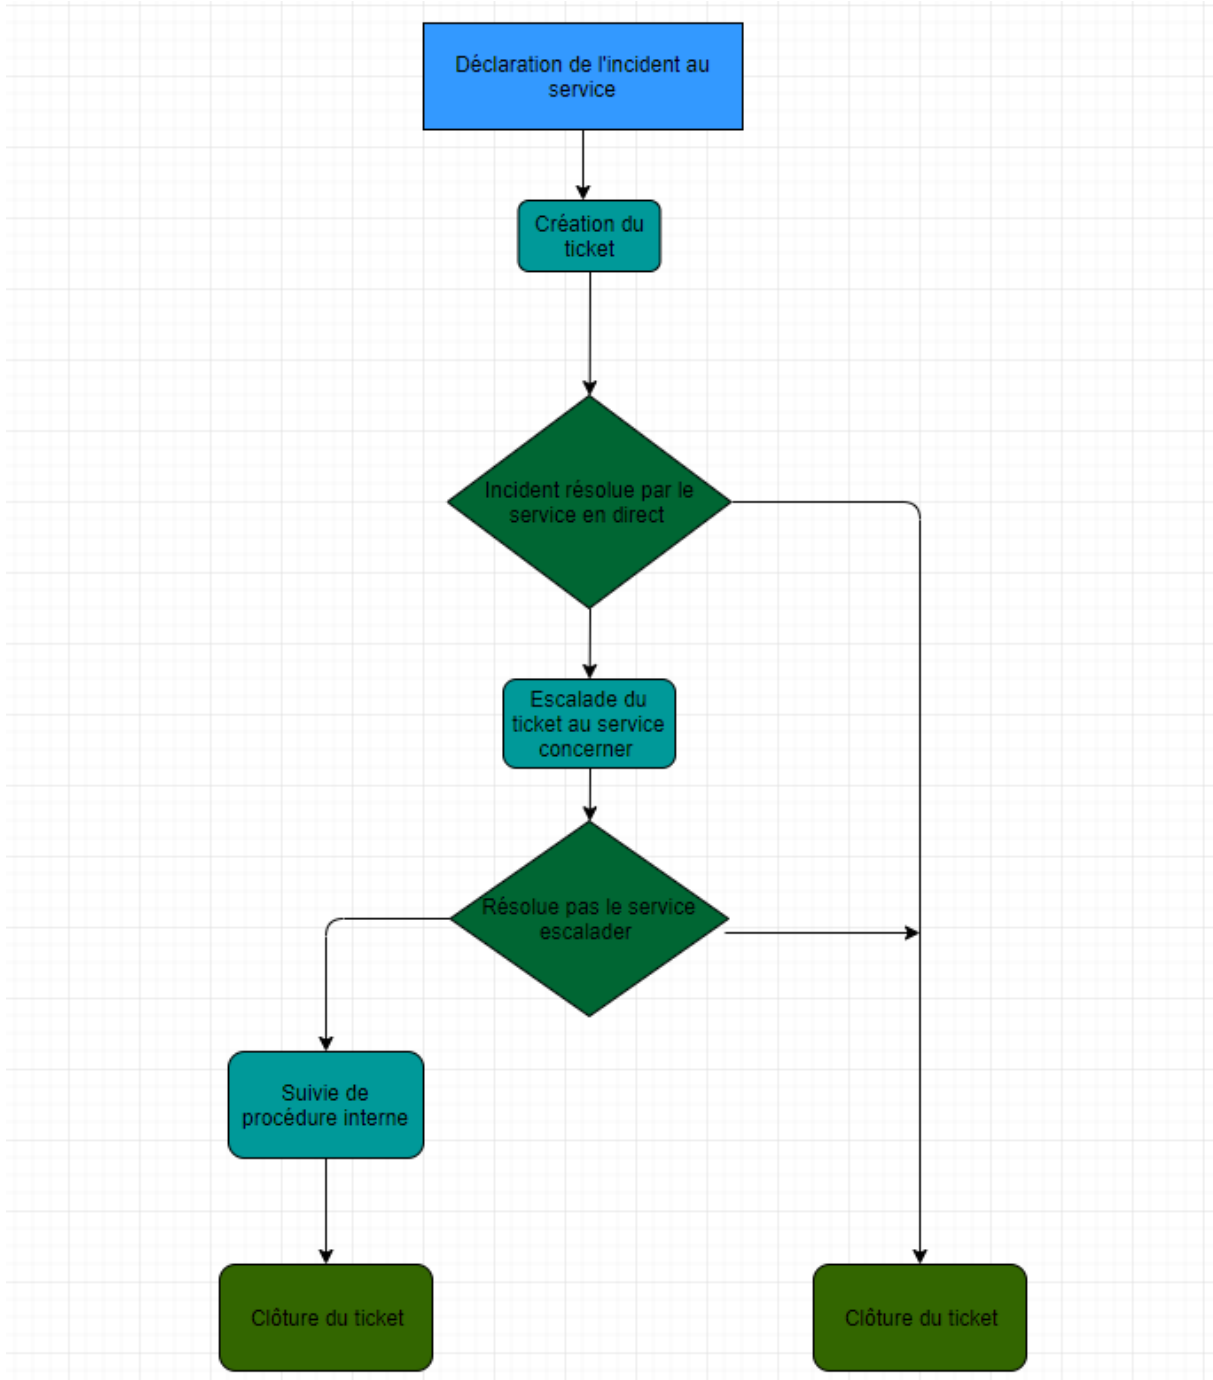 Déclaration de l'incident au
service
Création du
ticket
Incident résolue par le
service en direct
Escalade du
ticket au service
concerner
Résolue pas le service
escalader
Suivie de
procédure interne
Clôture du ticket
Clôture du ticket